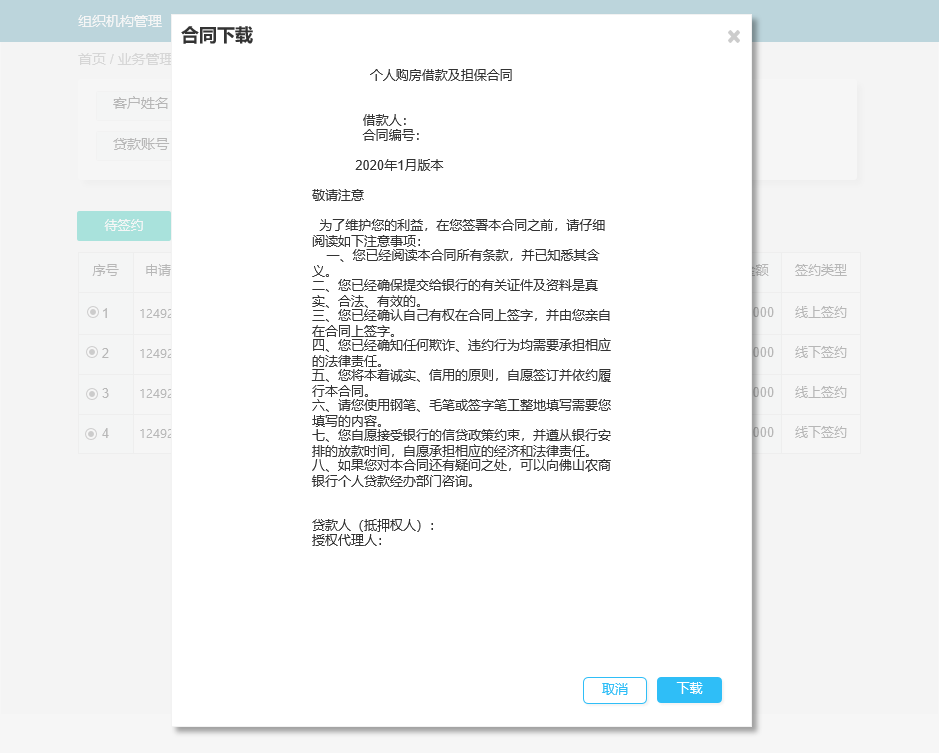 组织机构管理
合同下载
首页 / 业务管理
个人购房借款及担保合同
客户姓名
借款人:
合同编号:
贷款账号
2020年1月版本
敬请注意
待签约
为了维护您的利益，在您签署本合同之前，请仔细
阅读如下注意事项:
一、您已经阅读本合同所有条款，并已知悉其含
义。
二、您已经确保提交给银行的有关证件及资料是真
实、合法、有效的。
三、您已经确认自己有权在合同上签字，并由您亲自
在合同上签字。
四、您已经确知任何欺诈、违约行为均需要承担相应
的法律责任。
五、您将本着诚实、信用的原则，自愿签订并依约履
行本合同。
六、请您使用钢笔、毛笔或签字笔工整地填写需要您
填写的内容。
七、您自愿接受银行的信贷政策约束，并遵从银行安
排的放款时间，自愿承担相应的经济和法律责任。
八、如果您对本合同还有疑问之处，可以向佛山农商
银行个人贷款经办部门咨询。
贷款人（抵押权人）:
授权代理人:
序号 申请 额 签约类型
1 12492 000 线上签约
2 12492 000 线下签约
3 12492 000 线上签约
4 12492 000 线下签约
取消 下载